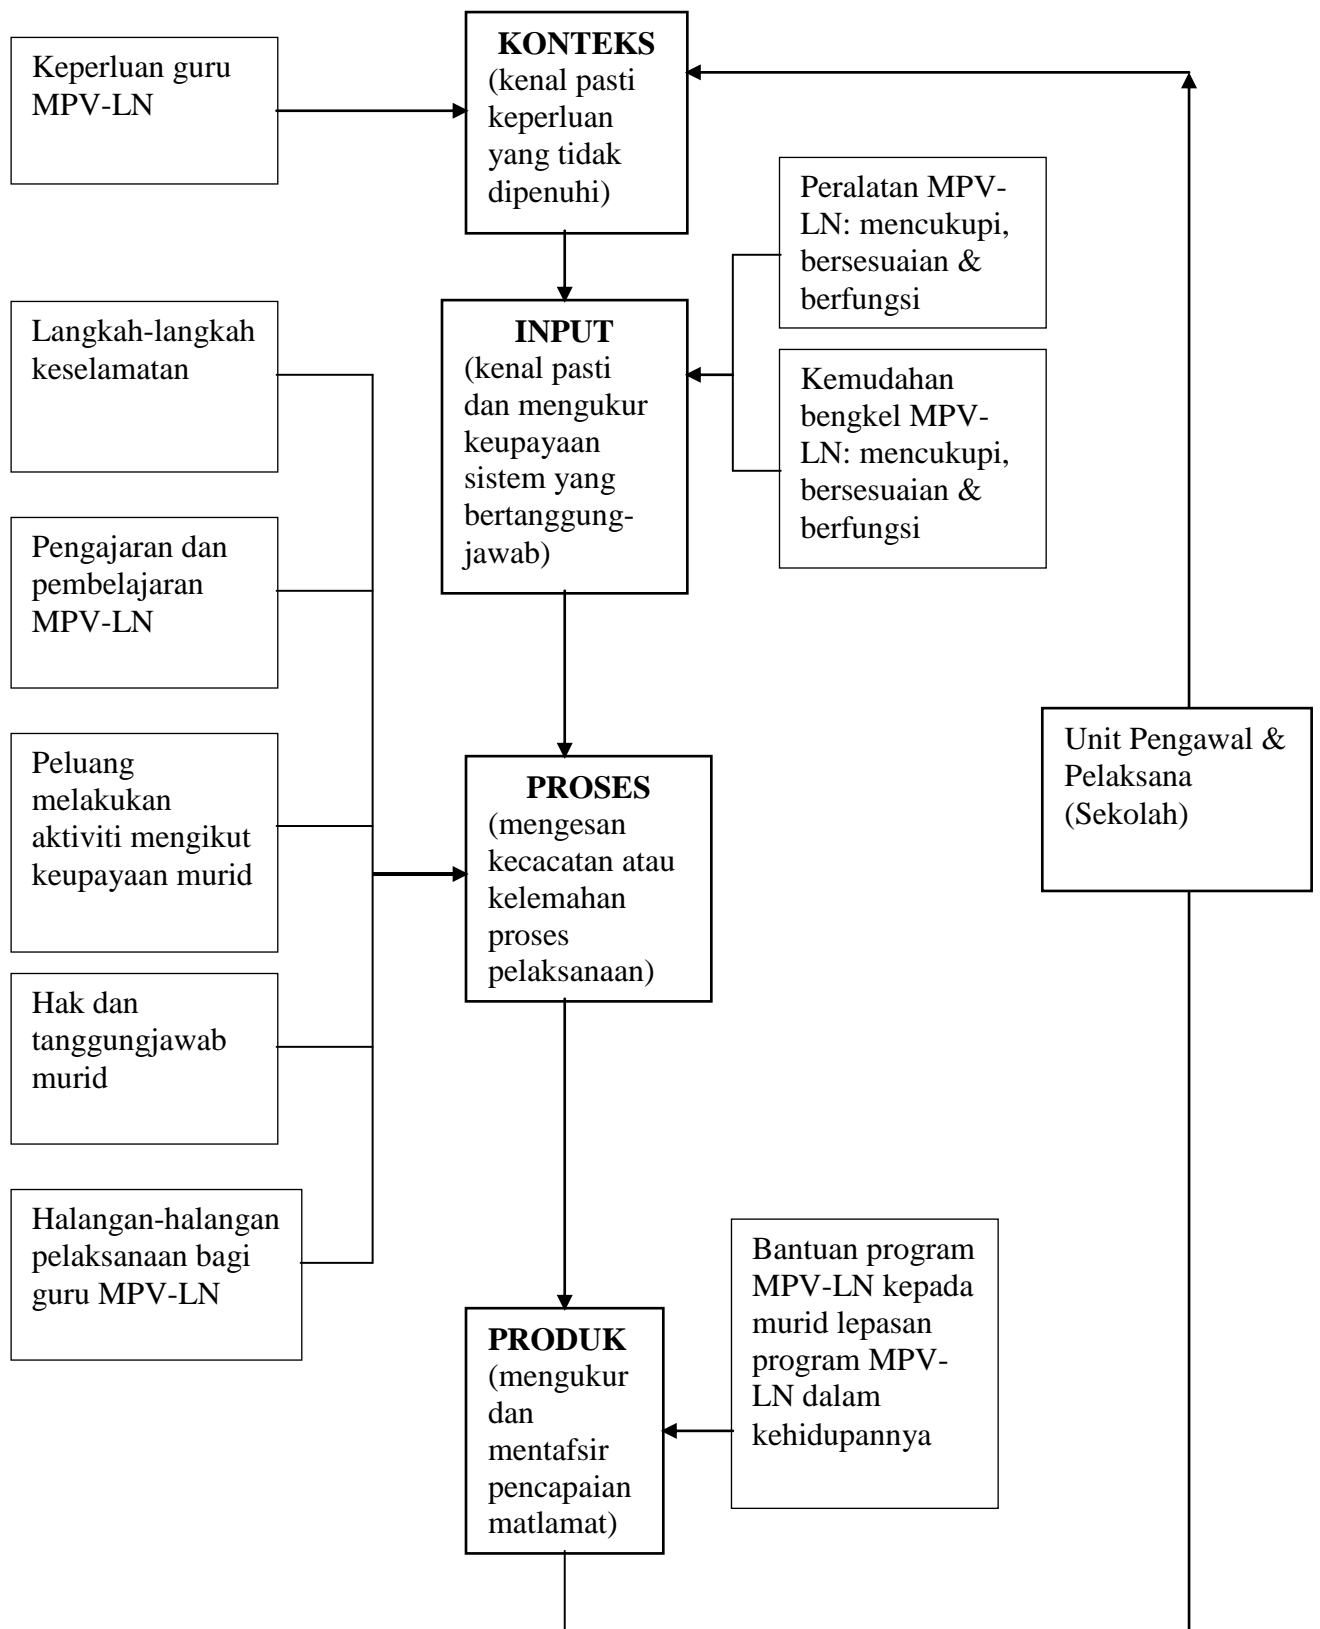 KONTEKS
(kenal pasti
keperluan
yang tidak
dipenuhi)
Keperluan guru
MPV-LN
Peralatan MPV-
LN: mencukupi,
bersesuaian &
berfungsi
INPUT
(kenal pasti
dan mengukur
keupayaan
sistem yang
bertanggung-
jawab)
Kemudahan
bengkel MPV-
LN: mencukupi,
bersesuaian &
berfungsi
Langkah-langkah
keselamatan
Pengajaran dan
pembelajaran
MPV-LN
Peluang
melakukan
aktiviti mengikut
keupayaan murid
PROSES
(mengesan
kecacatan atau
kelemahan
proses
pelaksanaan)
Unit Pengawal &
Pelaksana
(Sekolah)
Hak dan
tanggungjawab
murid
Halangan-halangan
pelaksanaan bagi
guru MPV-LN
PRODUK
(mengukur
dan
mentafsir
pencapaian
matlamat)
Bantuan program
MPV-LN kepada
murid lepasan
program MPV-
LN dalam
kehidupannya